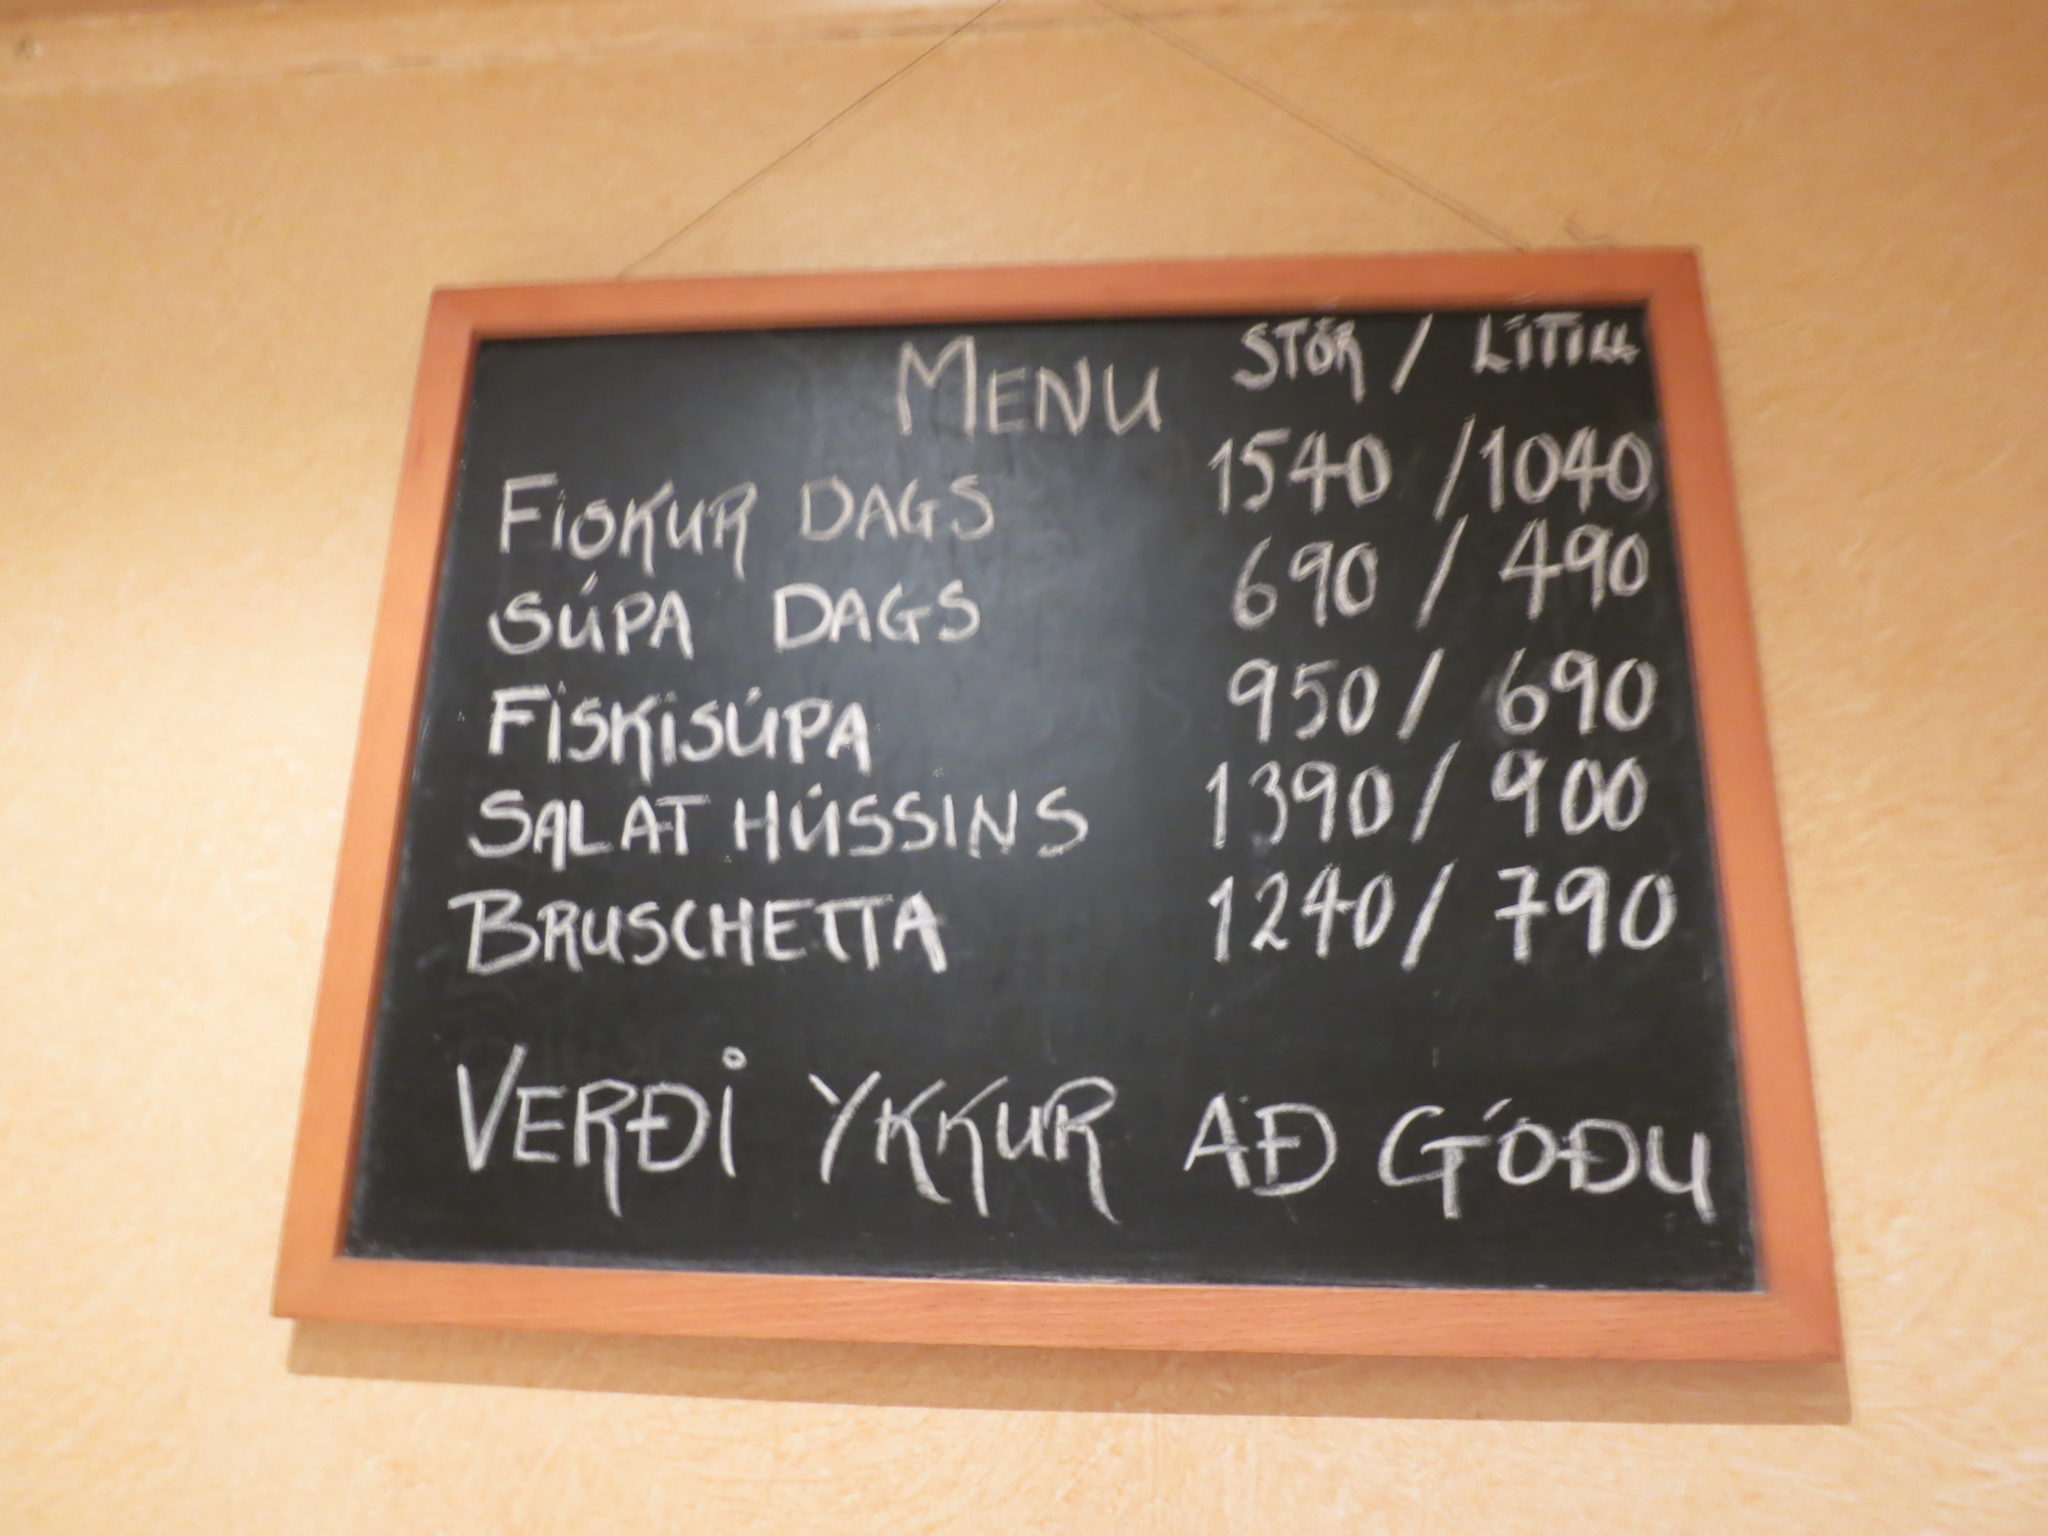 MENU STÓR / LÍTILL
FISKUR DAGS 1540 / 1040
SÚPA DAGS 690 / 490
FISKISÚPA 950 / 690
SALAT HÚSSINS 1390 / 900
BRUSCHETTA 1240 / 790
VERÐI YKKUR AÐ GÓÐU